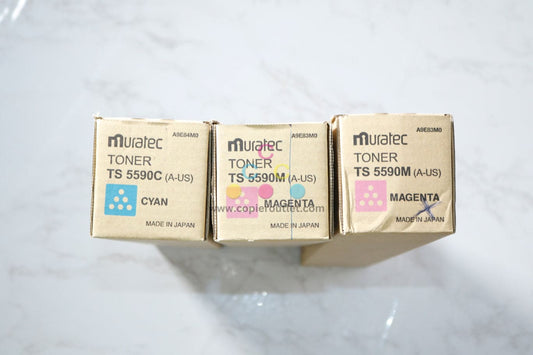 muratec A9E84M0
TONER
TS 5590C (A-US)
CYAN
MADE IN JAPAN
muratec A9E83M0
TONER
TS 5590M (A-US)
MAGENTA
MADE IN JAPAN
muratec A9E83M0
TONER
TS 5590M (A-US)
MAGENTA
MADE IN JAPAN
www.copieroutlet.com